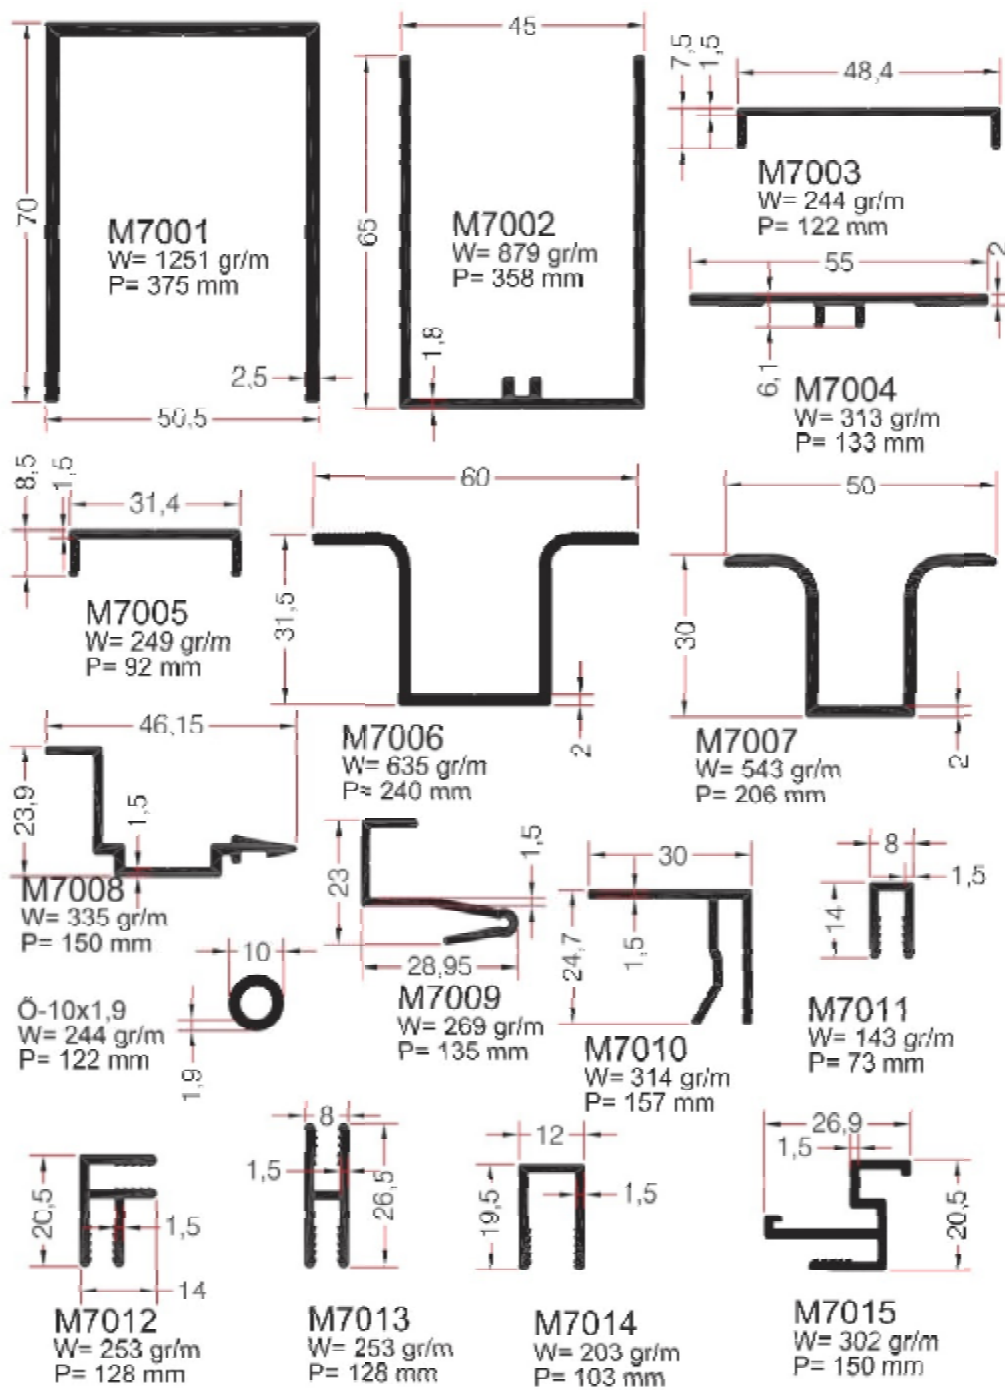 70
50,5
2,5
M7001
W= 1251 gr/m
P= 375 mm
45
65
1,8
M7002
W= 879 gr/m
P= 358 mm
7,5
1,5
48,4
M7003
W= 244 gr/m
P= 122 mm
55
2
6,1
M7004
W= 313 gr/m
P= 133 mm
8,5
1,5
31,4
M7005
W= 249 gr/m
P= 92 mm
60
31,5
2
M7006
W= 635 gr/m
P= 240 mm
50
30
2
M7007
W= 543 gr/m
P= 206 mm
46,15
23,9
1,5
M7008
W= 335 gr/m
P= 150 mm
10
1,9
Ö-10x1,9
W= 244 gr/m
P= 122 mm
23
1,5
28,95
M7009
W= 269 gr/m
P= 135 mm
30
24,7
1,5
M7010
W= 314 gr/m
P= 157 mm
8
1,5
14
M7011
W= 143 gr/m
P= 73 mm
20,5
1,5
14
M7012
W= 253 gr/m
P= 128 mm
8
1,5
26,5
M7013
W= 253 gr/m
P= 128 mm
12
19,5
1,5
M7014
W= 203 gr/m
P= 103 mm
26,9
1,5
20,5
M7015
W= 302 gr/m
P= 150 mm